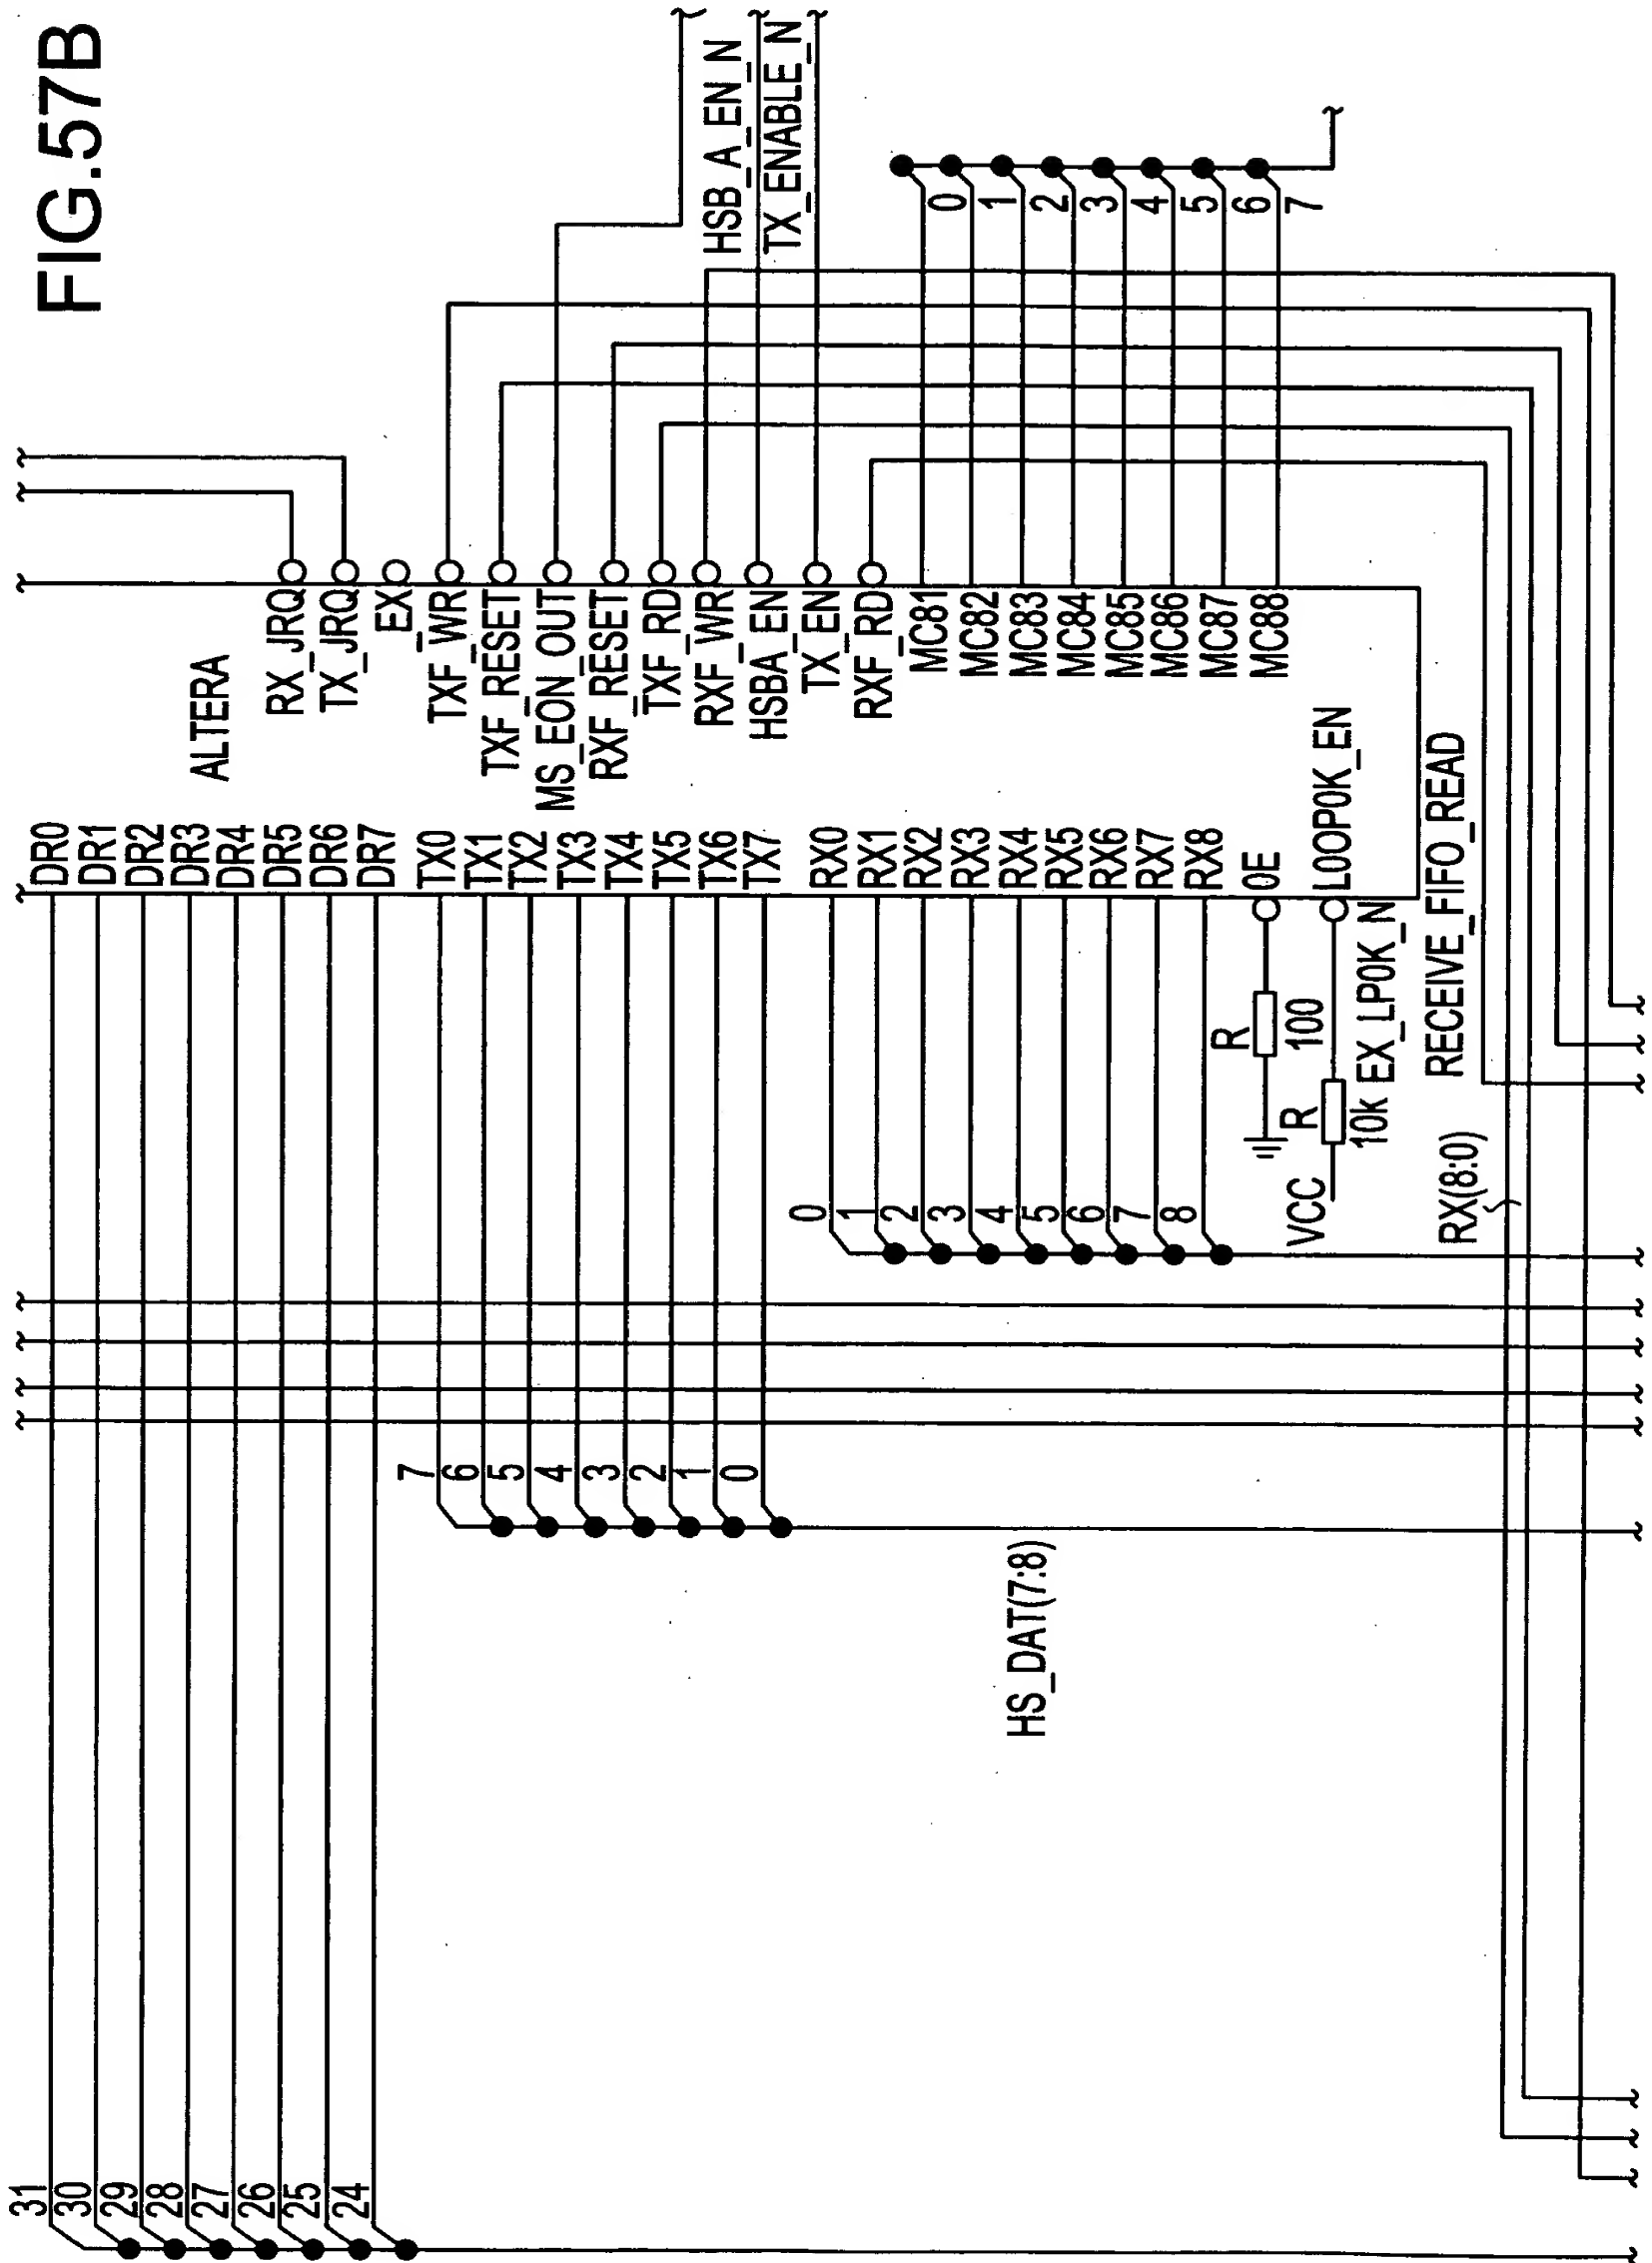 FIG.57B
HSB_A_EN_N
TX_ENABLE_N
0
1
2
3
4
5
6
7
ALTERA
RX_JRQ
TX_JRQ
EX
TXF_WR
TXF_RESET
MS_EON_OUT
RXF_RESET
TXF_RD
RXF_WR
HSBA_EN
TX_EN
RXF_RD
MC81
MC82
MC83
MC84
MC85
MC86
MC87
MC88
DR0
DR1
DR2
DR3
DR4
DR5
DR6
DR7
TX0
TX1
TX2
TX3
TX4
TX5
TX6
TX7
RX0
RX1
RX2
RX3
RX4
RX5
RX6
RX7
RX8
OE
LOOP0K_EN
R
100
R
10k
EX_LP0K_N
VCC
RECEIVE_FIFO_READ
RX(8:0)
0
1
2
3
4
5
6
7
8
7
6
5
4
3
2
1
0
HS_DAT(7:8)
31
30
29
28
27
26
25
24